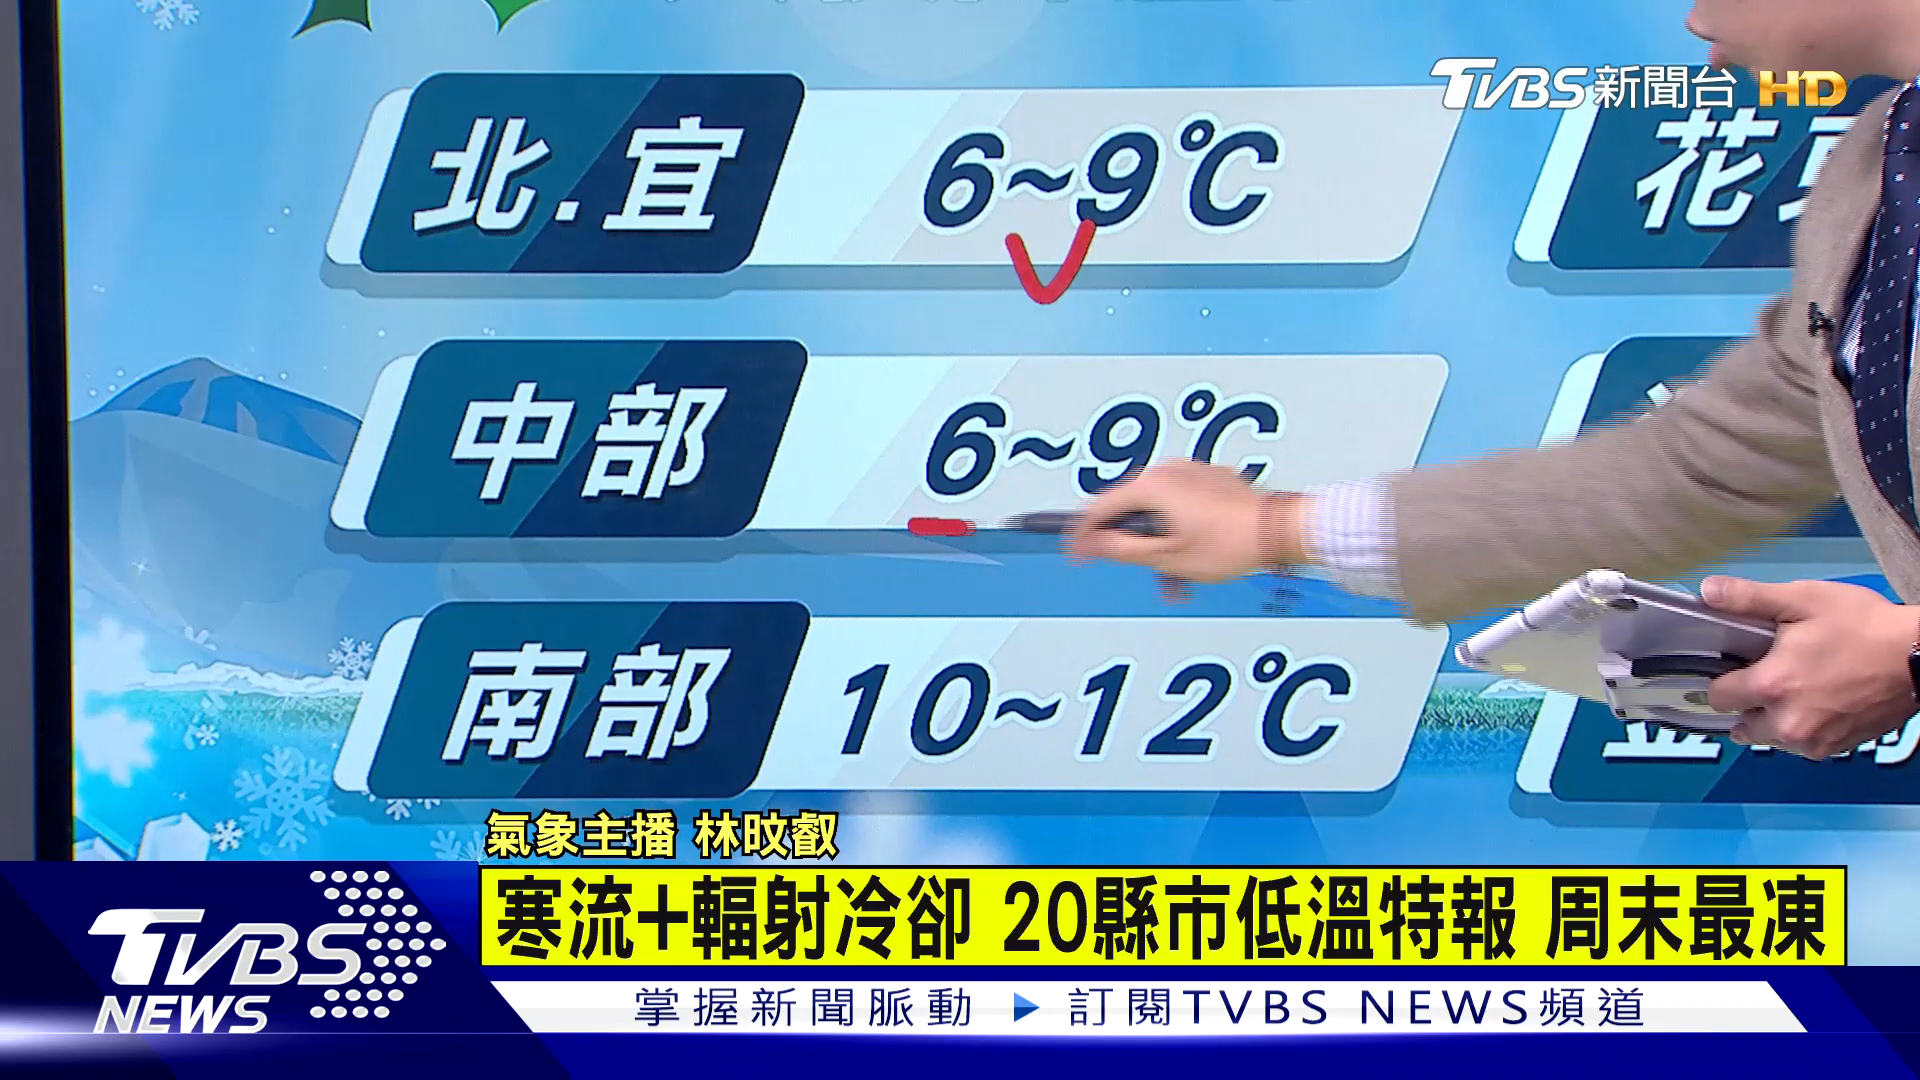 TVBS新聞台 HD
北.宜 6~9℃
花
中部 6~9℃
南部 10~12℃
氣象主播 林旼叡
寒流+輻射冷卻 20縣市低溫特報 周末最凍
TVBS NEWS
掌握新聞脈動 ▶ 訂閱TVBS NEWS頻道